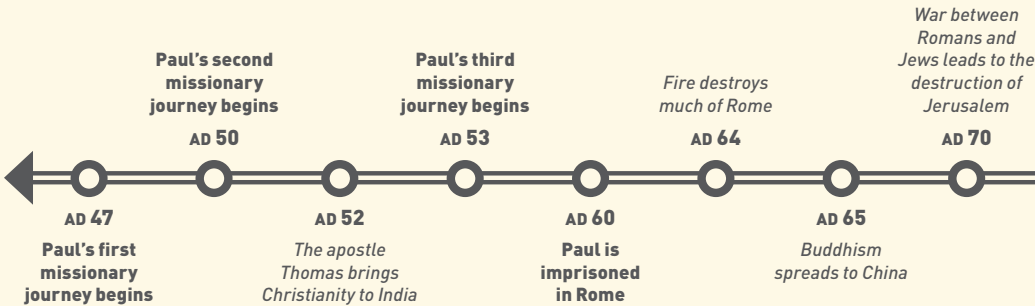 Paul's first
missionary
journey begins
AD 47
Paul's second
missionary
journey begins
AD 50
AD 52
The apostle
Thomas brings
Christianity to India
Paul's third
missionary
journey begins
AD 53
AD 60
Paul is
imprisoned
in Rome
Fire destroys
much of Rome
AD 64
AD 65
Buddhism
spreads to China
War between
Romans and
Jews leads to the
destruction of
Jerusalem
AD 70